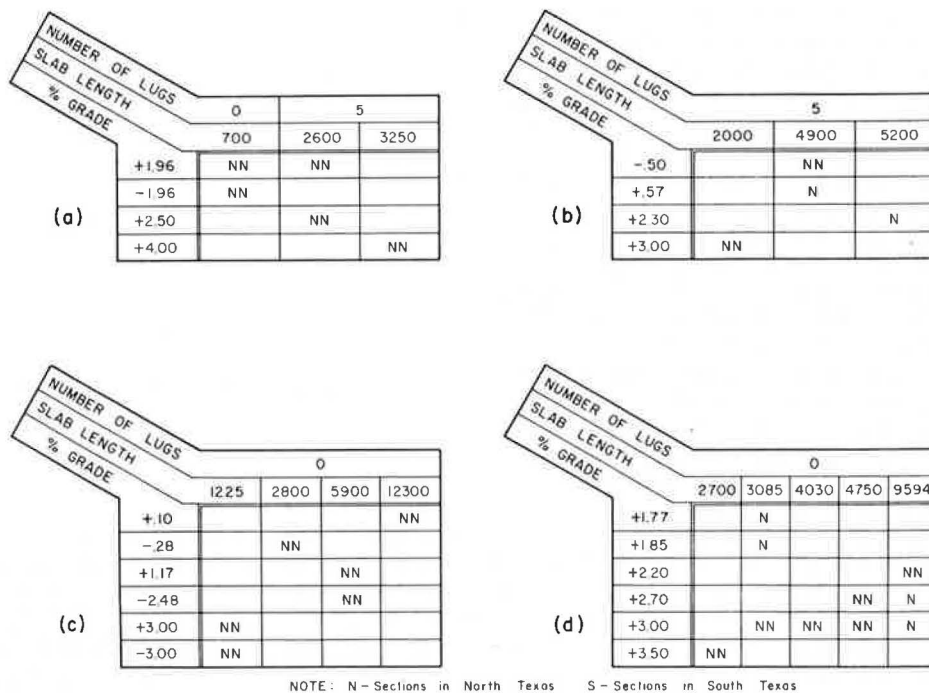 NUMBER OF LUGS
SLAB LENGTH
% GRADE
0 5
700 2600 3250
+1.96 NN NN
-1.96 NN
+2.50 NN
+4.00 NN
(a)
NUMBER OF LUGS
SLAB LENGTH
% GRADE
5
2000 4900 5200
-.50 NN
+.57 N
+2.30 N
+3.00 NN
(b)
NUMBER OF LUGS
SLAB LENGTH
% GRADE
0
1225 2800 5900 12300
+.10 NN
-.28 NN
+1.17 NN
-2.48 NN
+3.00 NN
-3.00 NN
(c)
NUMBER OF LUGS
SLAB LENGTH
% GRADE
0
2700 3085 4030 4750 9594
+1.77 N
+1.85 N
+2.20 NN
+2.70 NN N
+3.00 NN NN NN N
+3.50 NN
(d)
NOTE: N - Sections in North Texas S - Sections in South Texas